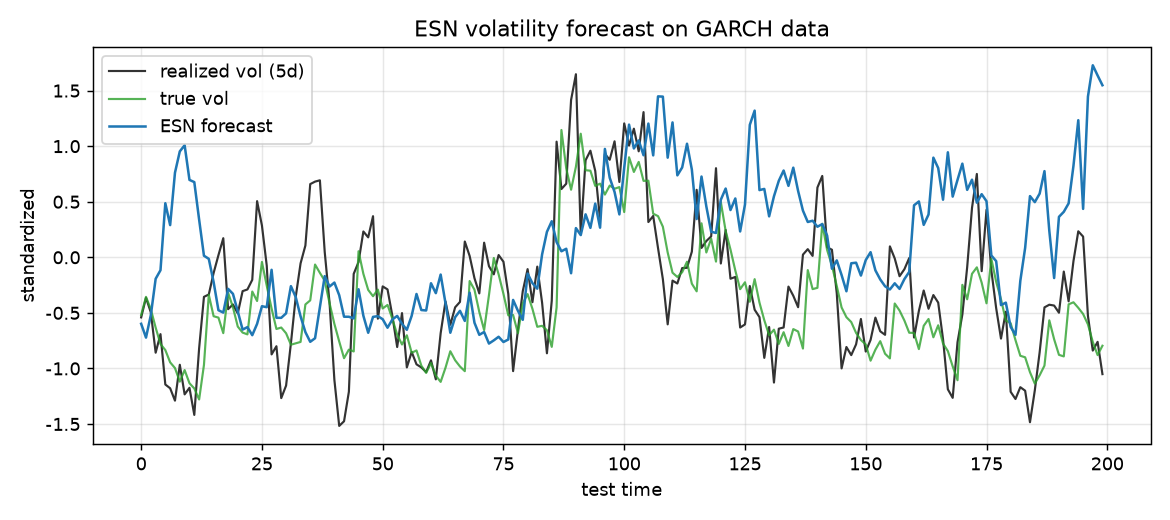 ESN volatility forecast on GARCH data
realized vol (5d)
true vol
ESN forecast
standardized
1.5
1.0
0.5
0.0
-0.5
-1.0
-1.5
0 25 50 75 100 125 150 175 200
test time